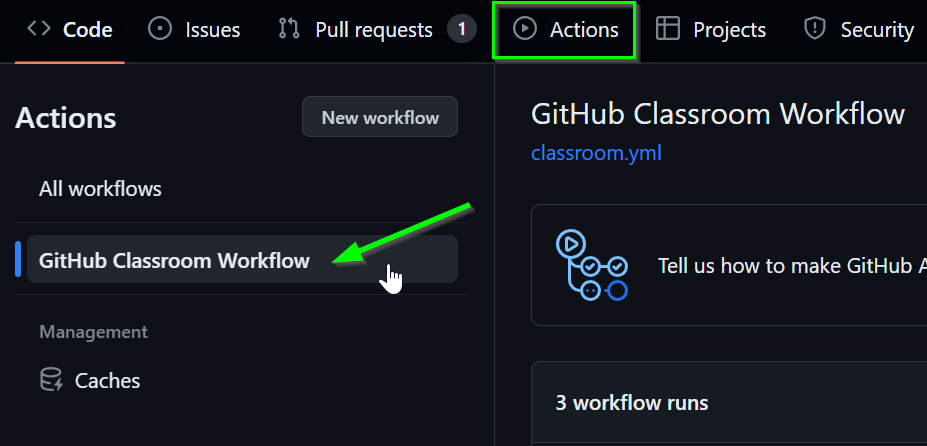 Code Issues Pull requests 1 Actions Projects Security
Actions
New workflow
All workflows
GitHub Classroom Workflow
Management
Caches
GitHub Classroom Workflow
classroom.yml
Tell us how to make GitHub A
3 workflow runs